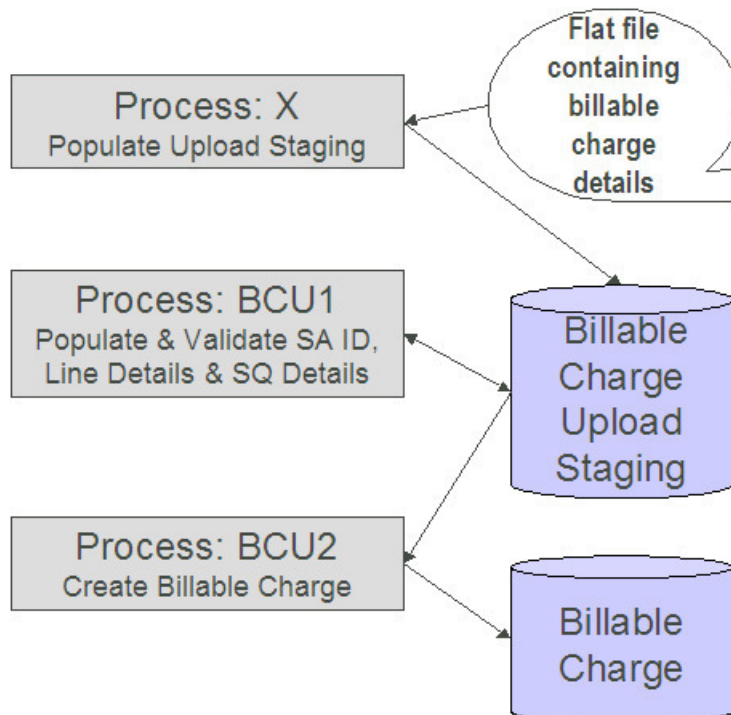 Flat file
containing
billable
charge
details
Process: X
Populate Upload Staging
Process: BCU1
Populate & Validate SA ID,
Line Details & SQ Details
Billable
Charge
Upload
Staging
Process: BCU2
Create Billable Charge
Billable
Charge